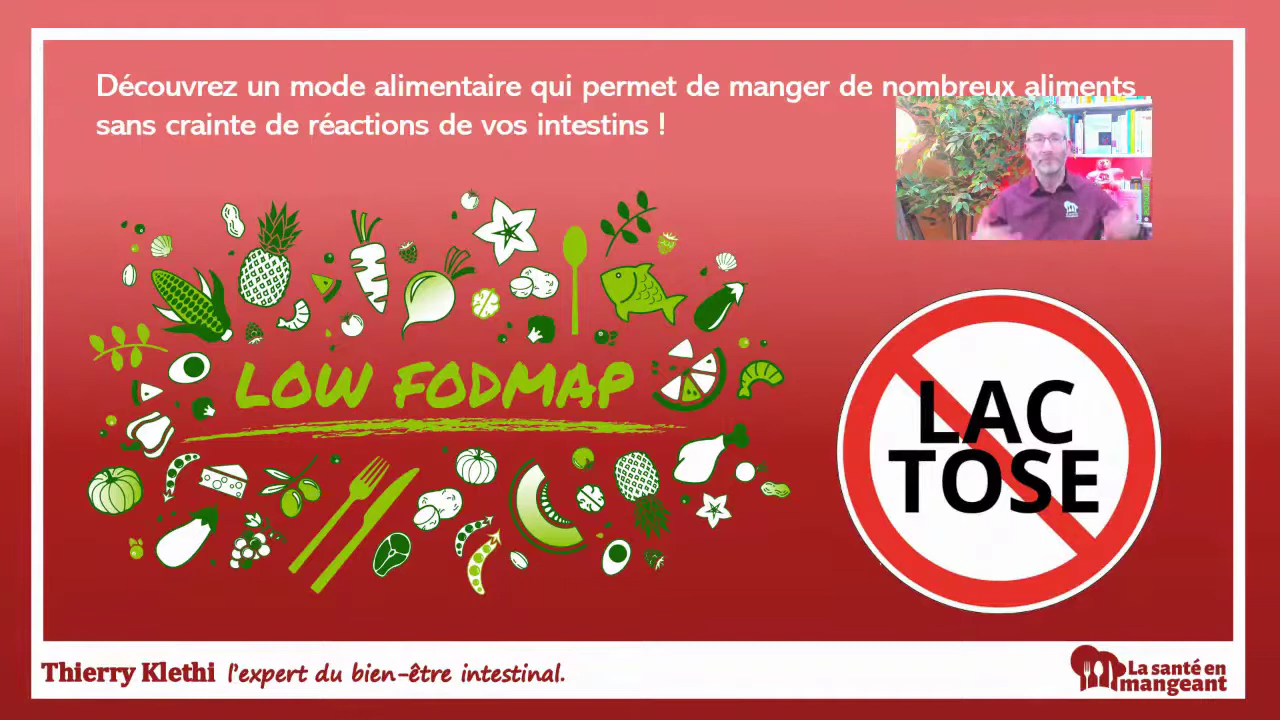 Découvrez un mode alimentaire qui permet de manger de nombreux aliments
sans crainte de réactions de vos intestins !
LOW FODMAP
LAC
TOSE
Thierry Klethi l'expert du bien-être intestinal.
La santé en
mangeant